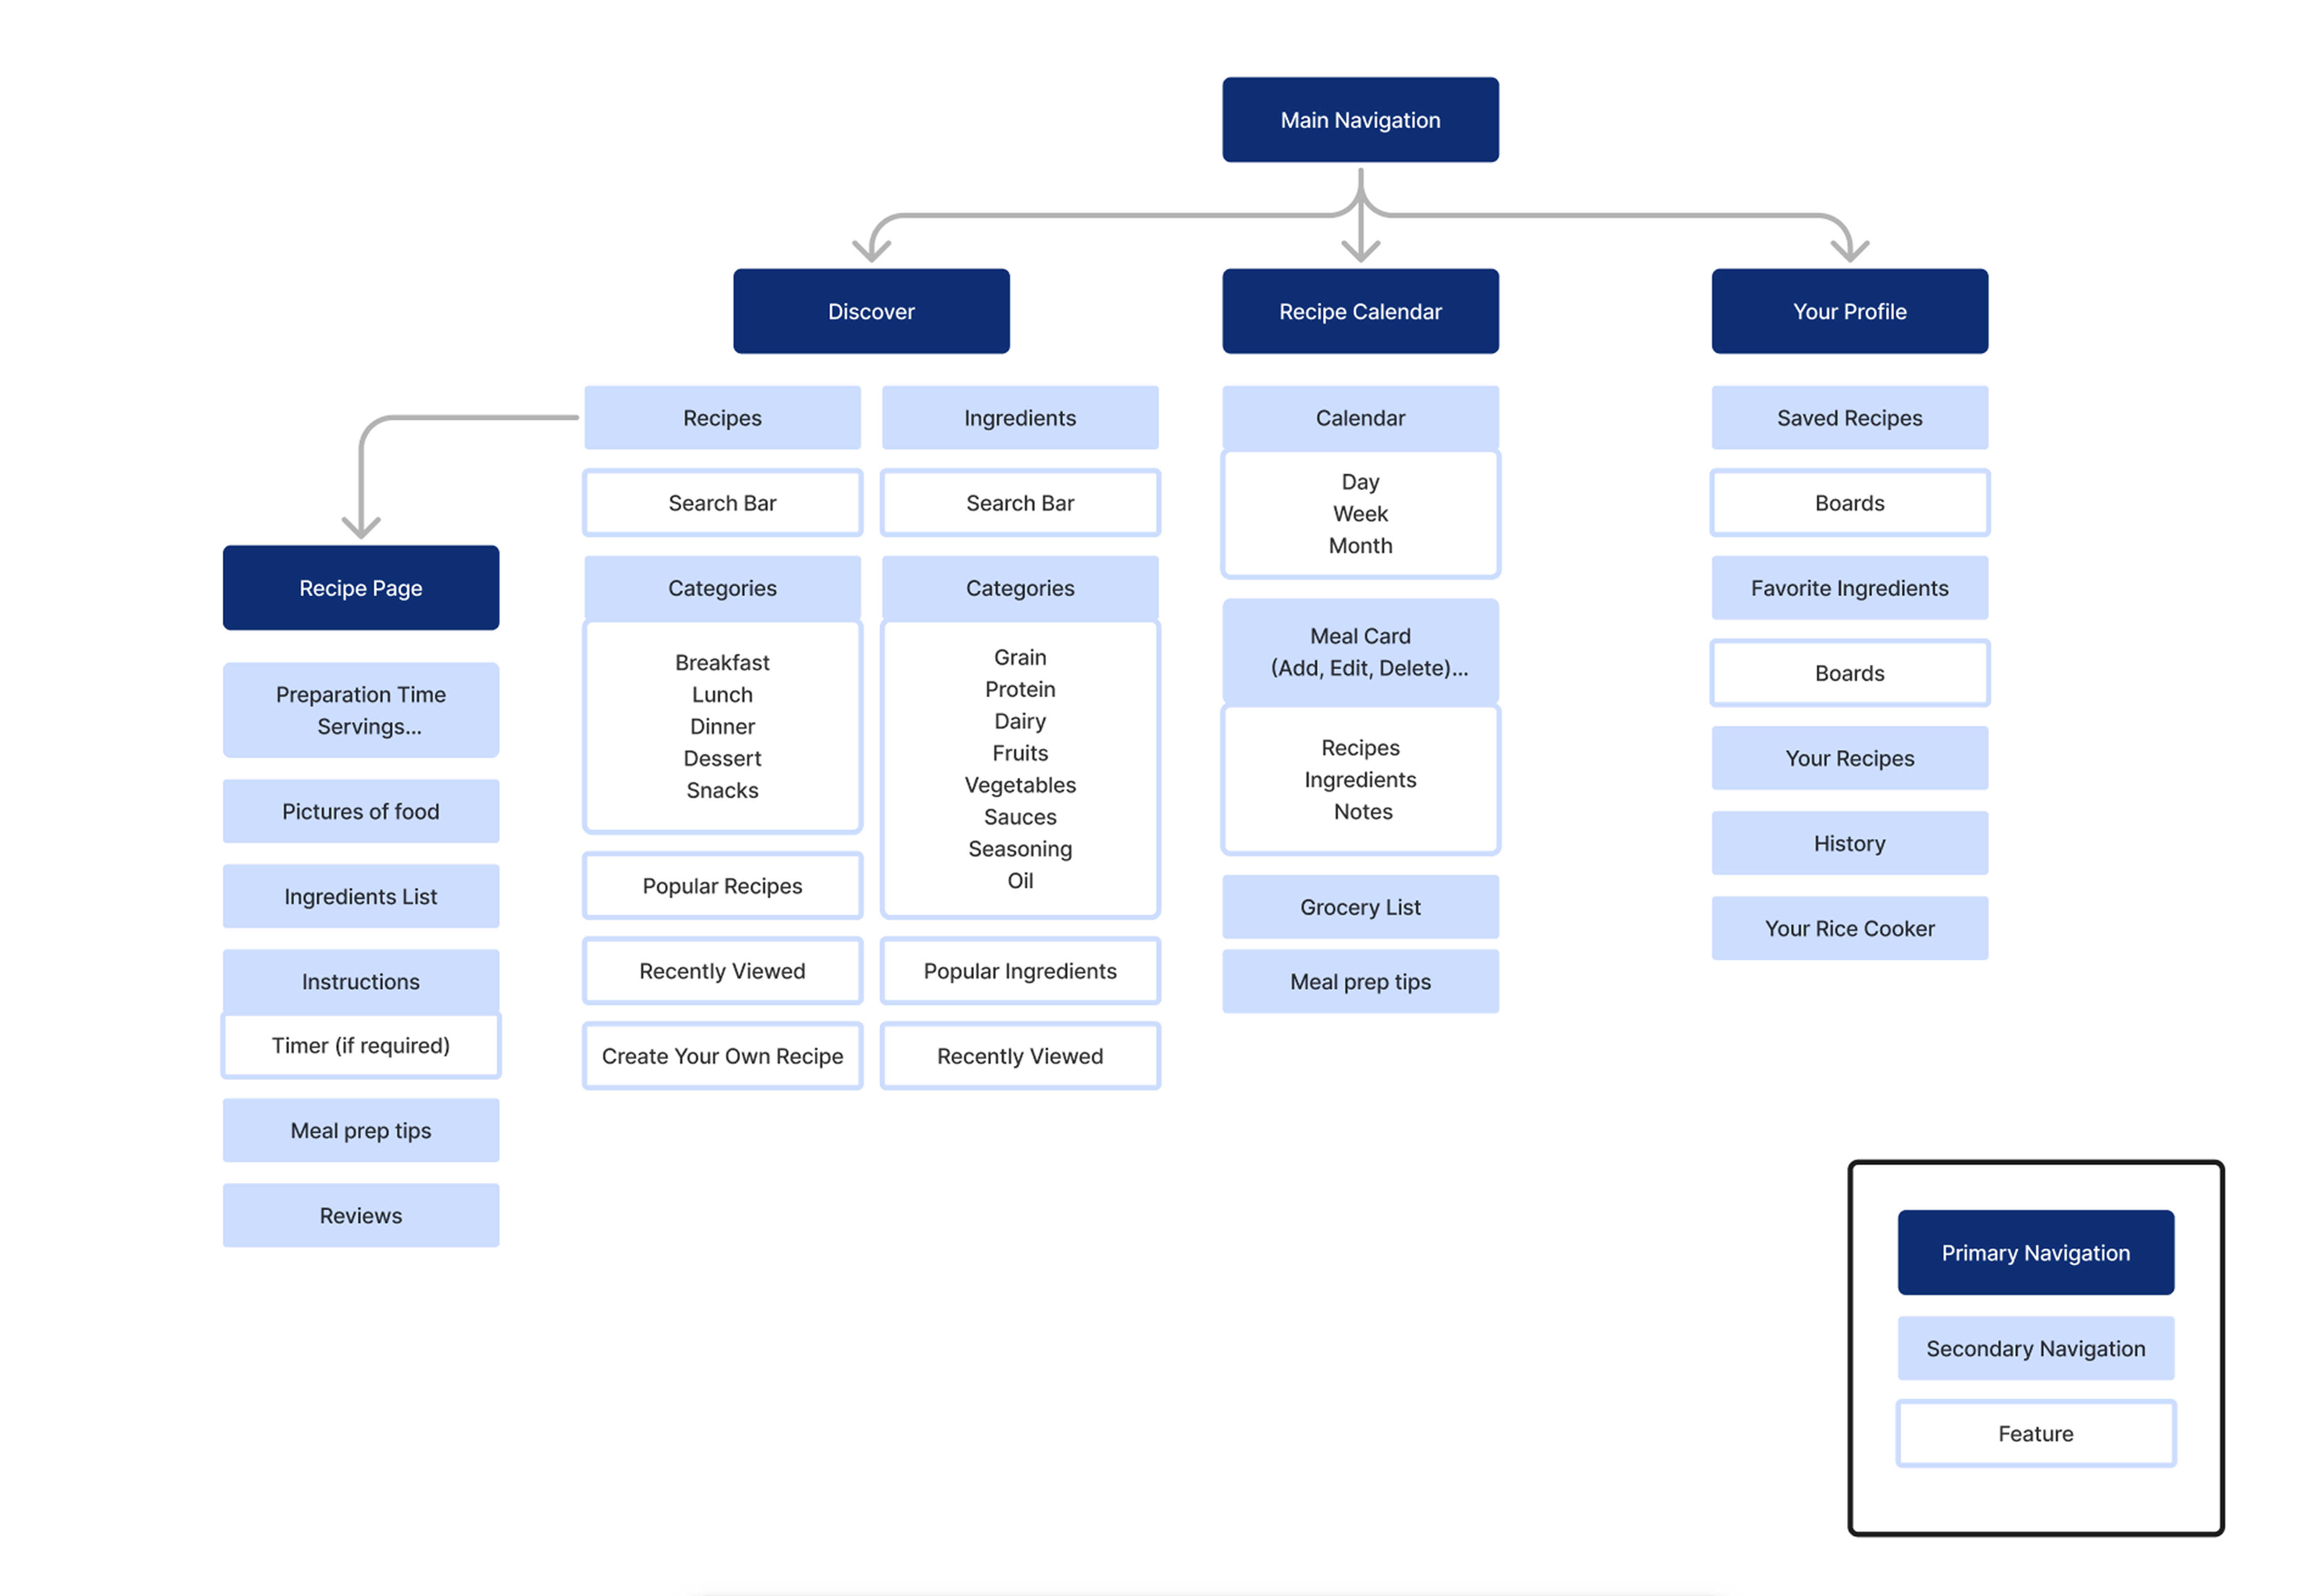 Main Navigation
Discover
Recipe Calendar
Your Profile
Recipes
Search Bar
Categories
Breakfast
Lunch
Dinner
Dessert
Snacks
Popular Recipes
Recently Viewed
Create Your Own Recipe
Ingredients
Search Bar
Categories
Grain
Protein
Dairy
Fruits
Vegetables
Sauces
Seasoning
Oil
Popular Ingredients
Recently Viewed
Calendar
Day
Week
Month
Meal Card
(Add, Edit, Delete)...
Recipes
Ingredients
Notes
Grocery List
Meal prep tips
Saved Recipes
Boards
Favorite Ingredients
Boards
Your Recipes
History
Your Rice Cooker
Recipe Page
Preparation Time
Servings...
Pictures of food
Ingredients List
Instructions
Timer (if required)
Meal prep tips
Reviews
Primary Navigation
Secondary Navigation
Feature